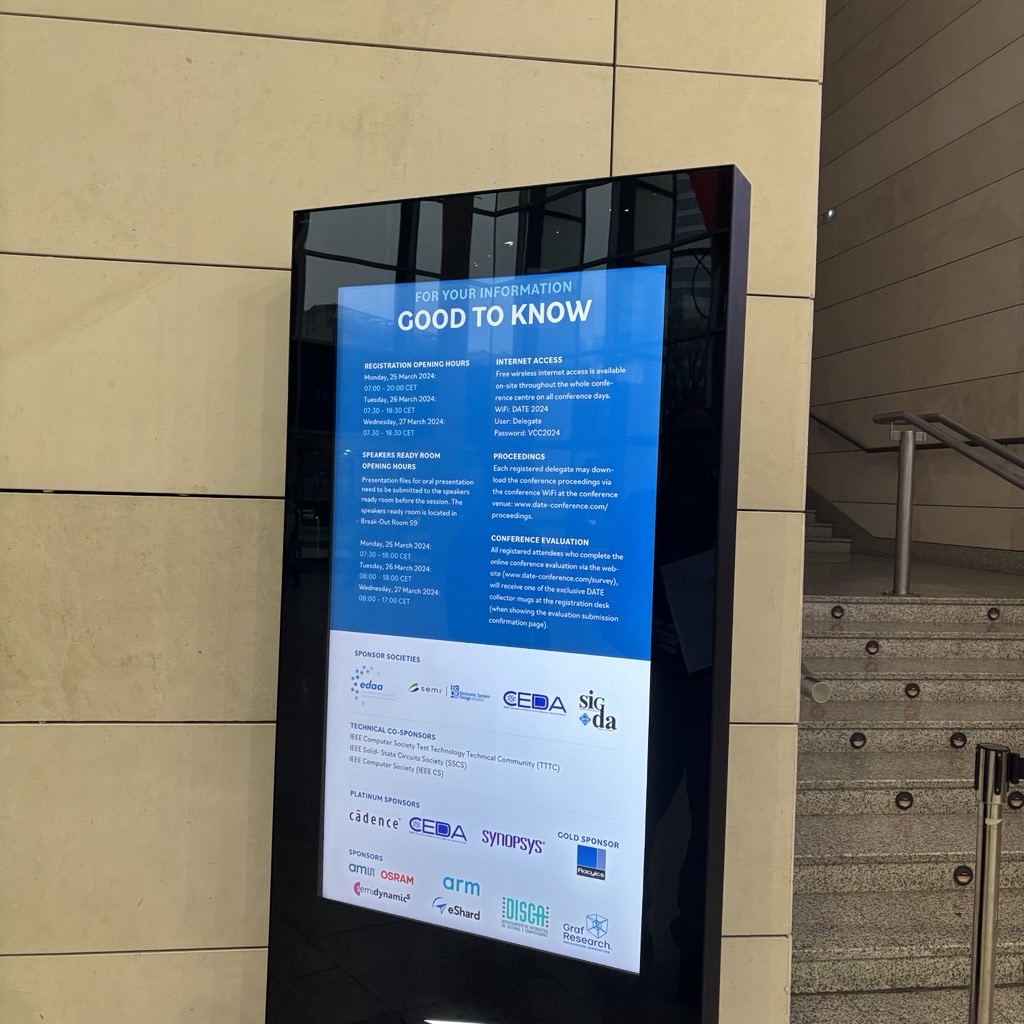 FOR YOUR INFORMATION
GOOD TO KNOW
REGISTRATION OPENING HOURS
Monday, 25 March 2024:
07:00 - 20:00 CET
Tuesday, 26 March 2024:
07:30 - 18:30 CET
Wednesday, 27 March 2024:
07:30 - 18:30 CET
SPEAKERS READY ROOM
OPENING HOURS
Presentation files for oral presentation
need to be submitted to the speakers
ready room before the session. The
speakers ready room is located in
Break-Out Room S9:
Monday, 25 March 2024:
07:30 - 18:00 CET
Tuesday, 26 March 2024:
08:00 - 18:00 CET
Wednesday, 27 March 2024:
08:00 - 17:00 CET
INTERNET ACCESS
Free wireless internet access is available
on-site throughout the whole confe-
rence centre on all conference days.
WiFi: DATE 2024
User: Delegate
Password: VCC2024
PROCEEDINGS
Each registered delegate may down-
load the conference proceedings via
the conference WiFi at the conference
venue: www.date-conference.com/
proceedings.
CONFERENCE EVALUATION
All registered attendees who complete the
online conference evaluation via the web-
site (www.date-conference.com/survey),
will receive one of the exclusive DATE
collector mugs at the registration desk
(when showing the evaluation submission
confirmation page).
SPONSOR SOCIETIES
edaa
semi
Electronic System
Design Alliance
CEDA
sig
da
TECHNICAL CO-SPONSORS
IEEE Computer Society Test Technology Technical Community (TTTC)
IEEE Solid-State Circuits Society (SSCS)
IEEE Computer Society (IEEE CS)
PLATINUM SPONSORS
cādence
CEDA
SYNOPSYS
GOLD SPONSOR
Racyics
SPONSORS
amu OSRAM
arm
semidynamics
eShard
DISCA
Graf
Research